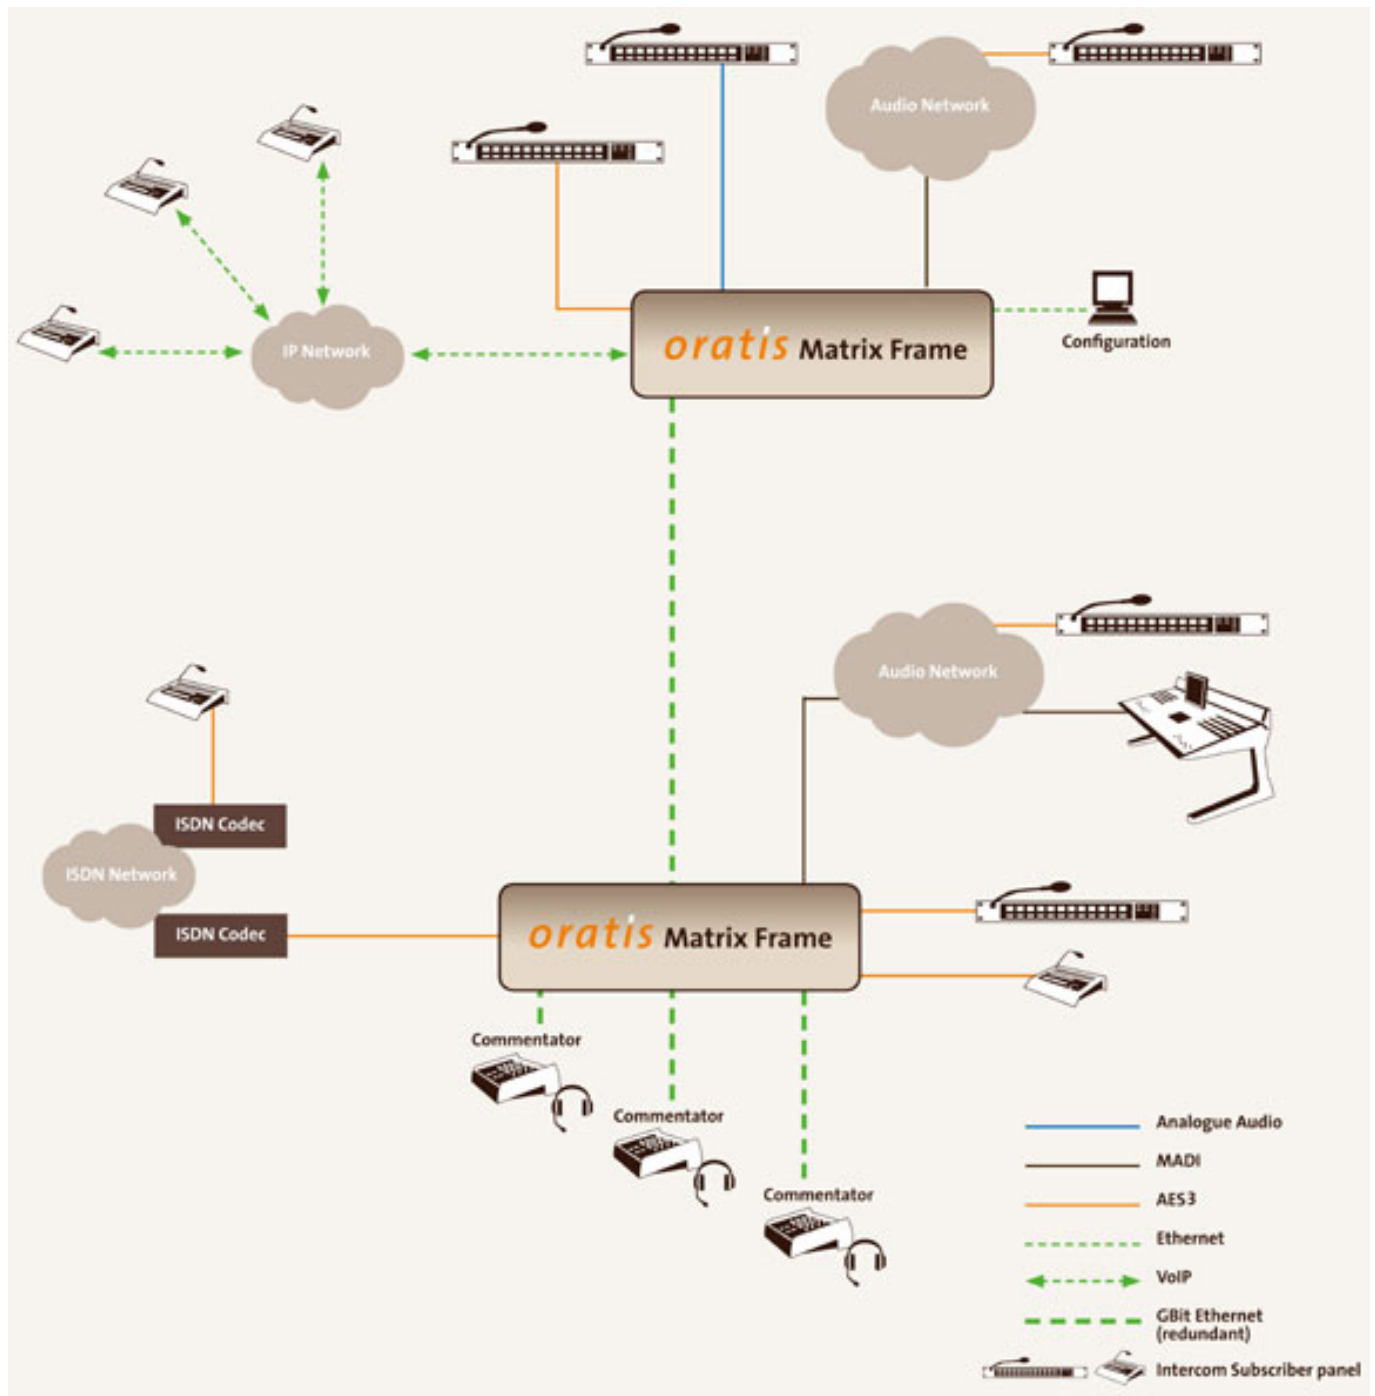 Audio Network
IP Network
oratis Matrix Frame
Configuration
Audio Network
ISDN Codec
ISDN Network
ISDN Codec
oratis Matrix Frame
Commentator
Commentator
Commentator
Analogue Audio
MADI
AES3
Ethernet
VoIP
GBit Ethernet
(redundant)
Intercom Subscriber panel